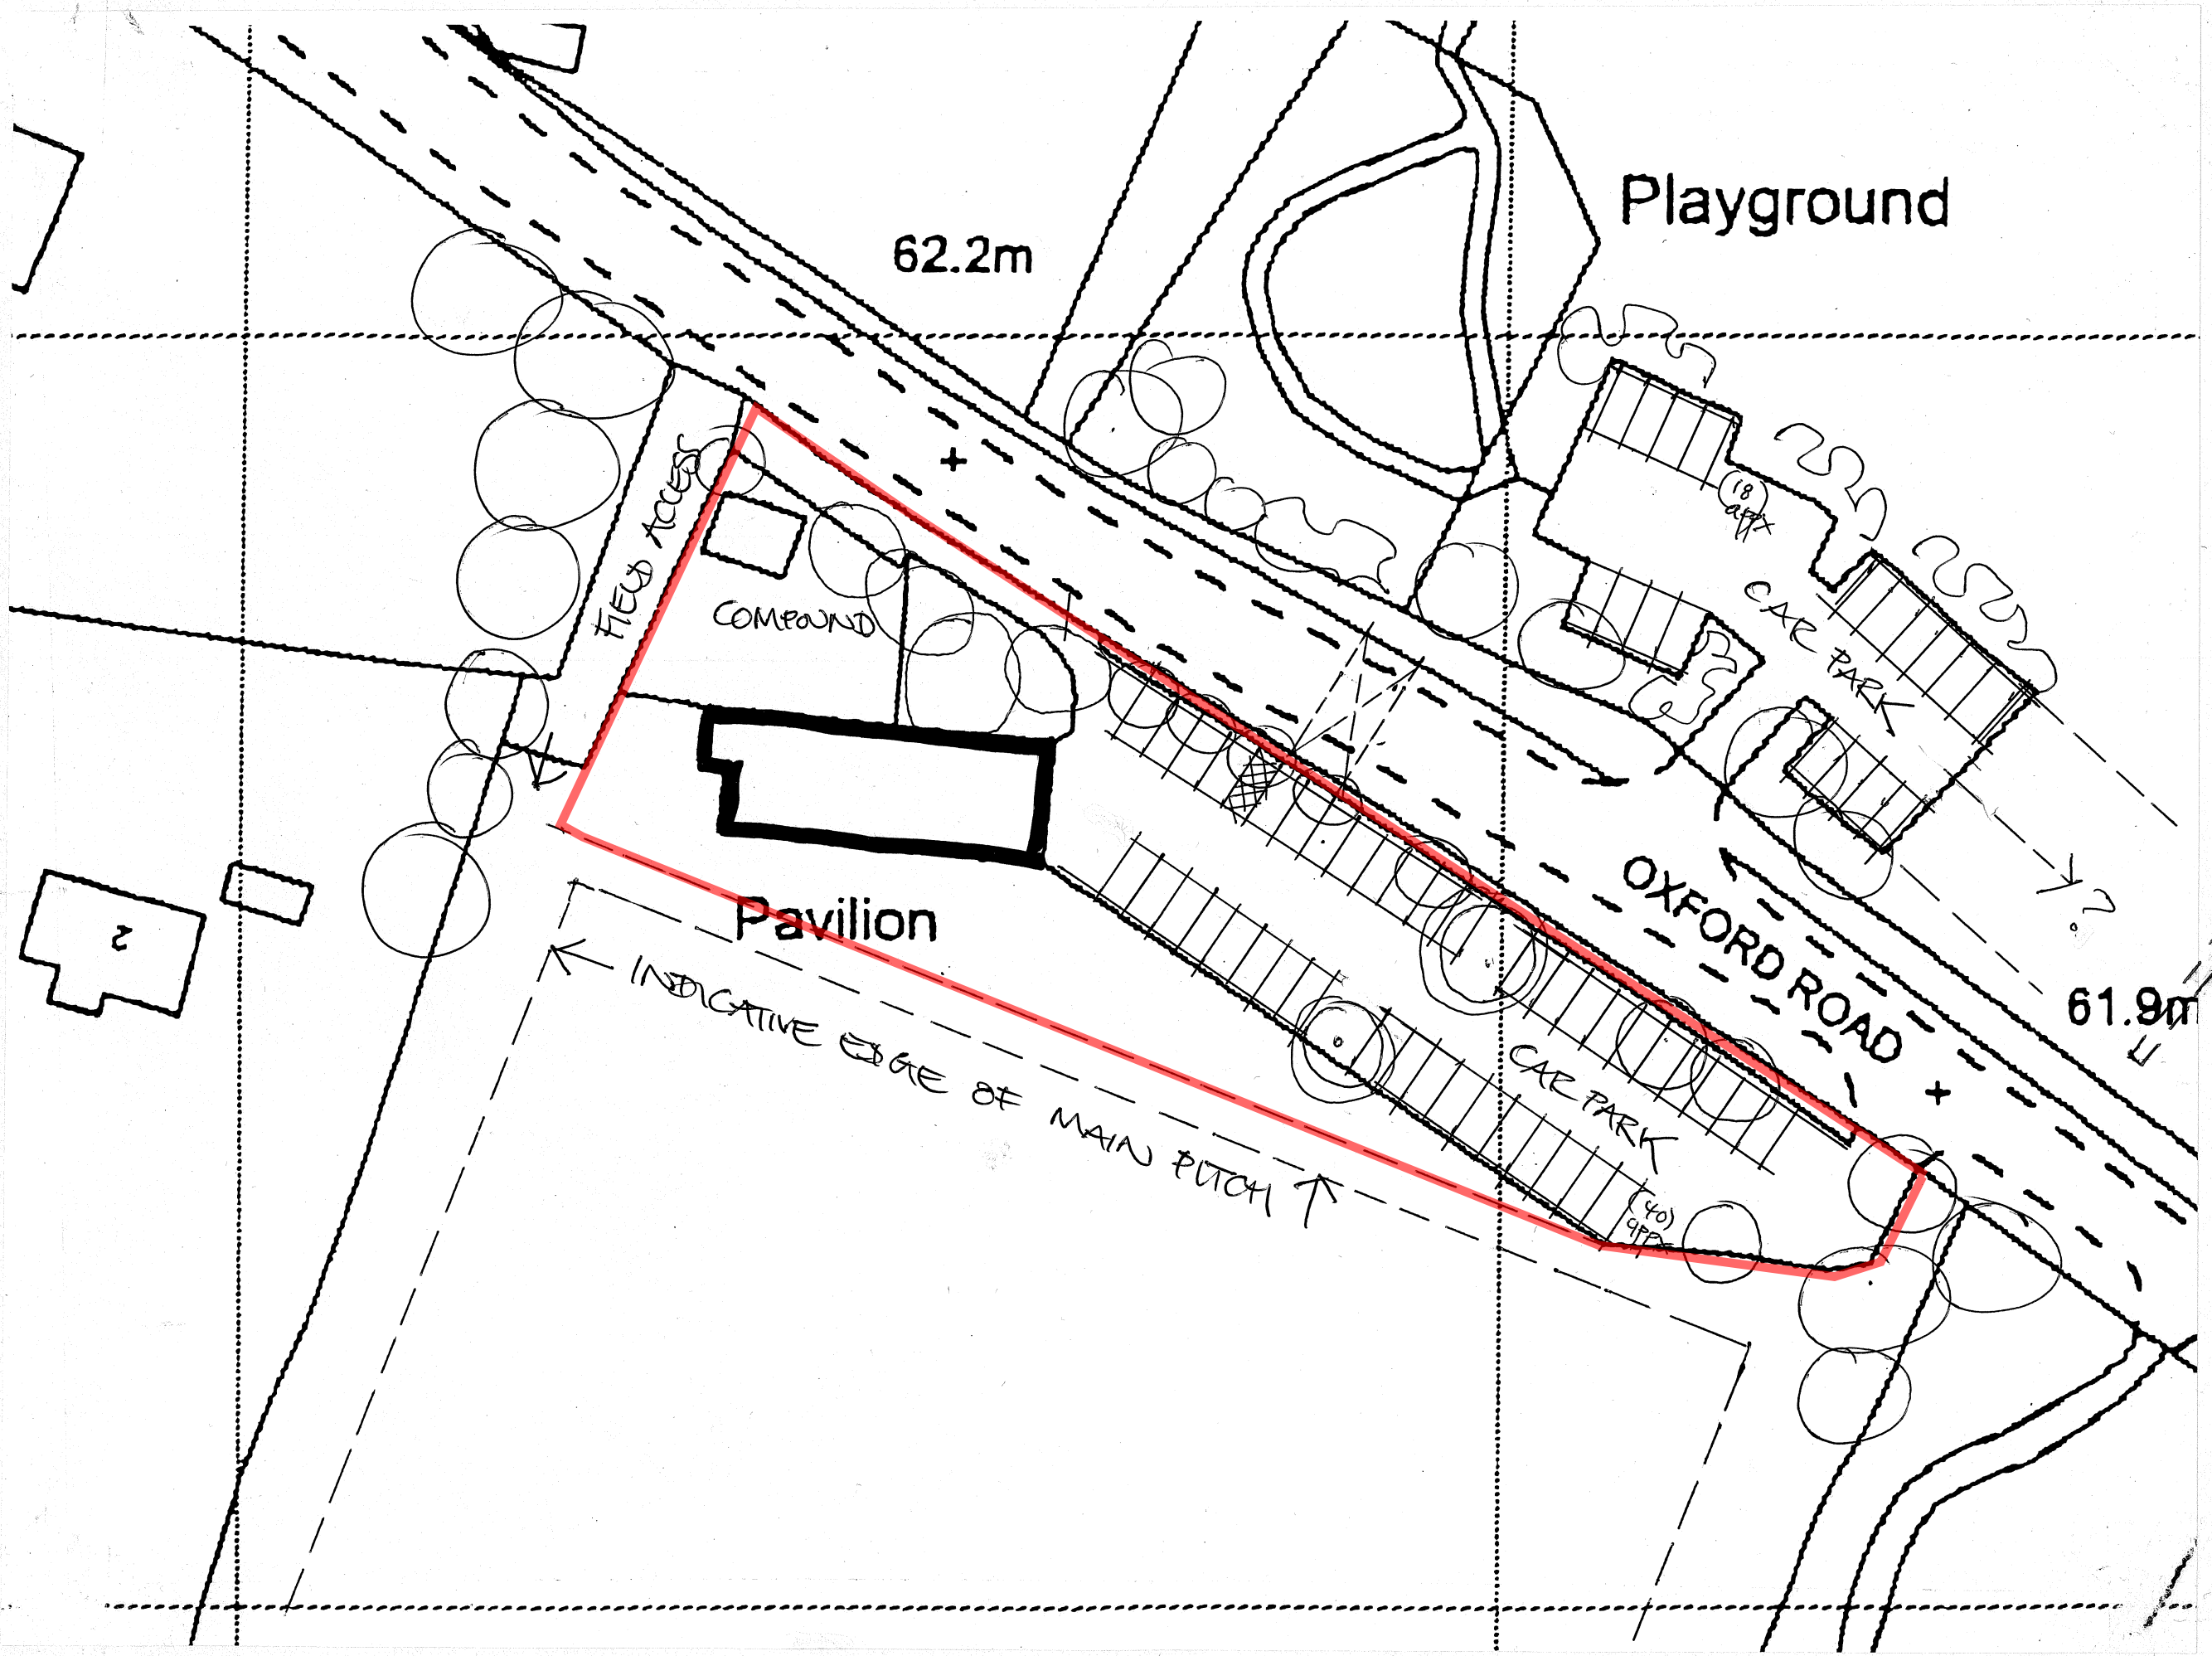 Playground
62.2m
18
appx
FIELD ACCESS
COMPOUND
CAR PARK
OXFORD ROAD
Pavilion
2
?
61.9m
INDICATIVE EDGE OF MAIN PITCH
CAR PARK
(40)
appx